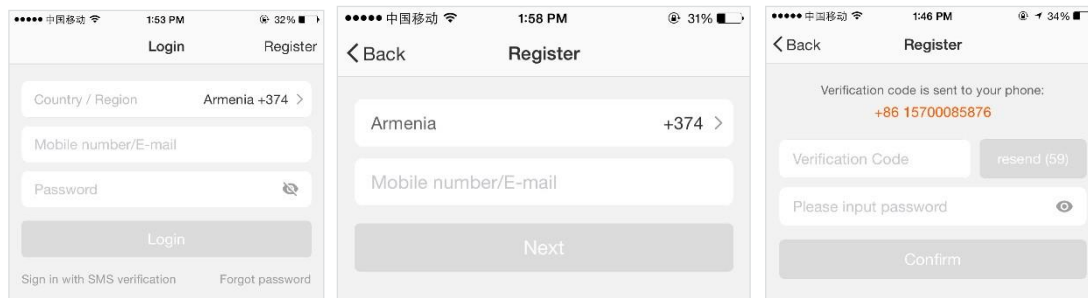 中国移动 1:53 PM 32%
Login Register
Country / Region Armenia +374 >
Mobile number/E-mail
Password
Login
Sign in with SMS verification Forgot password
中国移动 1:58 PM 31%
Back Register
Armenia +374 >
Mobile number/E-mail
Next
中国移动 1:46 PM 34%
Back Register
Verification code is sent to your phone:
+86 15700085876
Verification Code resend (59)
Please input password
Confirm